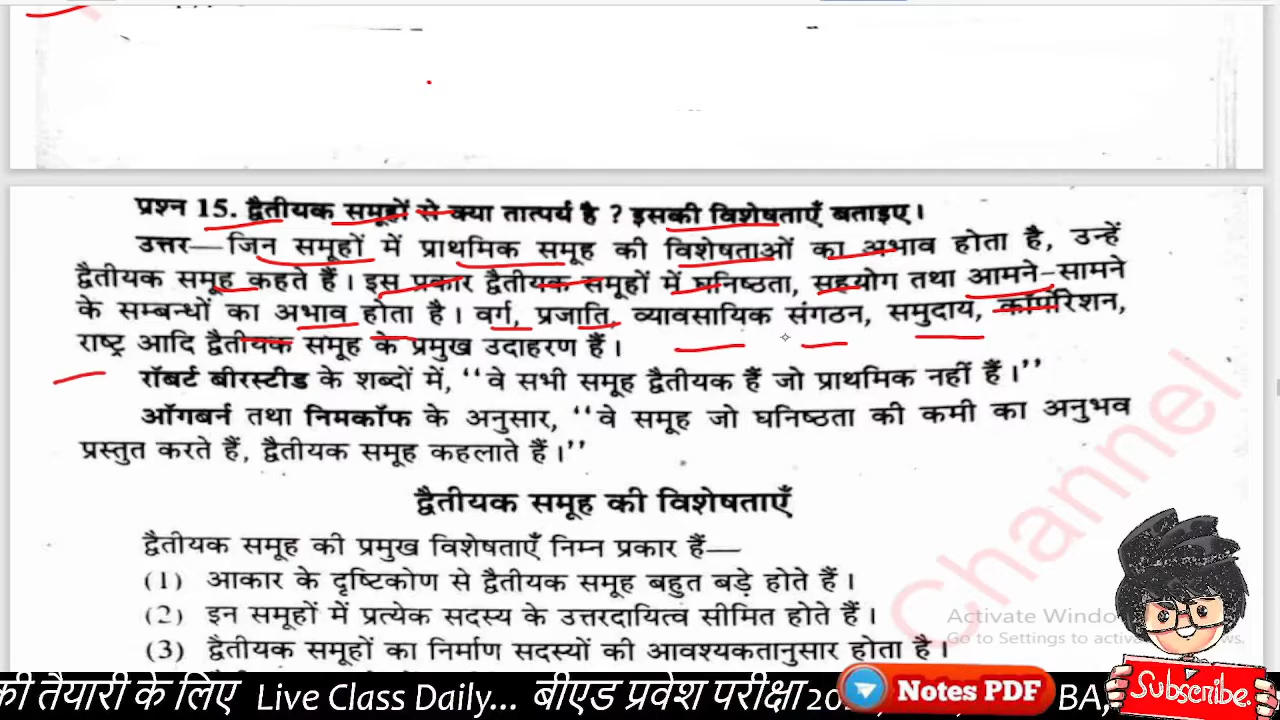 प्रश्न 15. द्वैतीयक समूहों से क्या तात्पर्य है ? इसकी विशेषताएँ बताइए।
उत्तर— जिन समूहों में प्राथमिक समूह की विशेषताओं का अभाव होता है, उन्हें
द्वैतीयक समूह कहते हैं। इस प्रकार द्वैतीयक समूहों में घनिष्ठता, सहयोग तथा आमने-सामने
के सम्बन्धों का अभाव होता है। वर्ग, प्रजाति, व्यावसायिक संगठन, समुदाय, कॉर्पोरेशन,
राष्ट्र आदि द्वैतीयक समूह के प्रमुख उदाहरण हैं।
रॉबर्ट बीरस्टीड के शब्दों में, ‘‘वे सभी समूह द्वैतीयक हैं जो प्राथमिक नहीं हैं।’’
ऑगबर्न तथा निमकॉफ के अनुसार, ‘‘वे समूह जो घनिष्ठता की कमी का अनुभव
प्रस्तुत करते हैं, द्वैतीयक समूह कहलाते हैं।’’
द्वैतीयक समूह की विशेषताएँ
द्वैतीयक समूह की प्रमुख विशेषताएँ निम्न प्रकार हैं—
(1) आकार के दृष्टिकोण से द्वैतीयक समूह बहुत बड़े होते हैं।
(2) इन समूहों में प्रत्येक सदस्य के उत्तरदायित्व सीमित होते हैं।
(3) द्वैतीयक समूहों का निर्माण सदस्यों की आवश्यकतानुसार होता है।
Channel
Activate Windo
Go to Settings to activ
की तैयारी के लिए Live Class Daily... बीएड प्रवेश परीक्षा 20
Notes PDF
BA,
Subscribe.